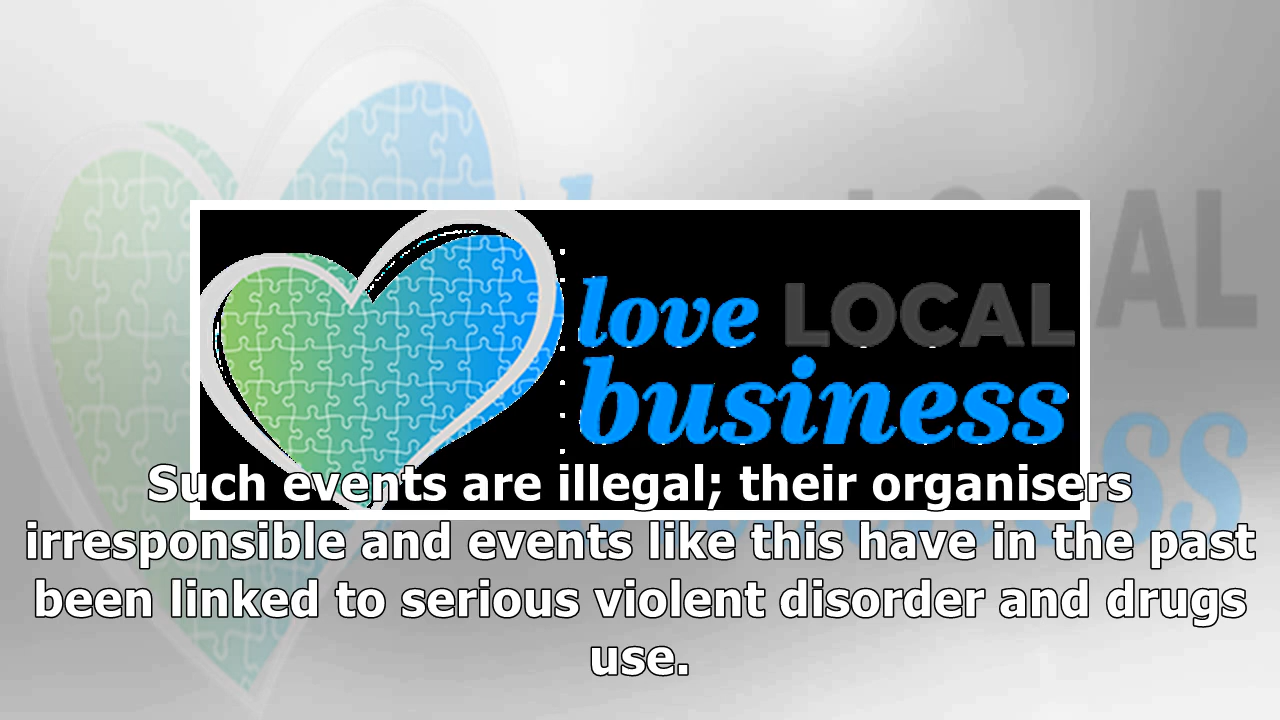 love LOCAL
business
Such events are illegal; their organisers
irresponsible and events like this have in the past
been linked to serious violent disorder and drugs
use.